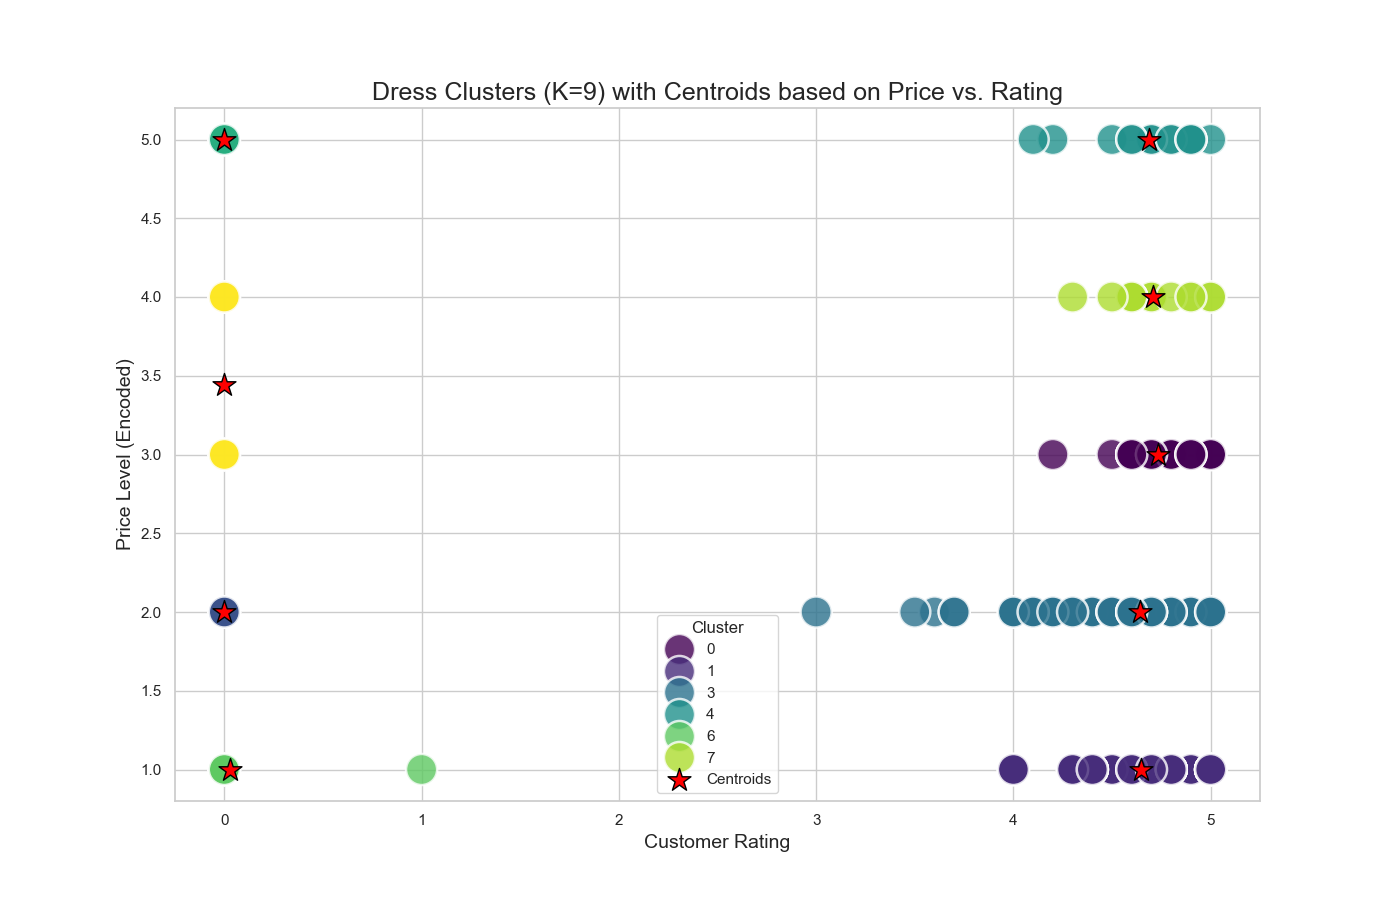 Dress Clusters (K=9) with Centroids based on Price vs. Rating
Price Level (Encoded)
5.0
4.5
4.0
3.5
3.0
2.5
2.0
1.5
1.0
Cluster
0
1
3
4
6
7
Centroids
0 1 2 3 4 5
Customer Rating